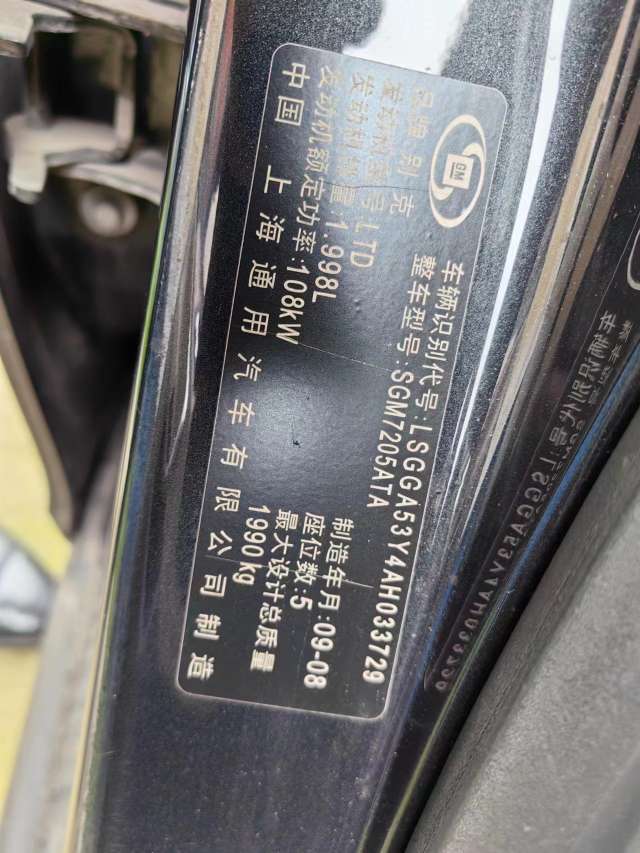 GM
车辆识别代号:LSGGA53Y4AH033729
整车型号:SGM7205ATA
品牌 别克
发动机型号:LTD
制造年月:09-08
发动机排量:1.998L
座位数:5
发动机额定功率:108kW
最大设计总质量
1990kg
中国 上海通用汽车有限公司制造